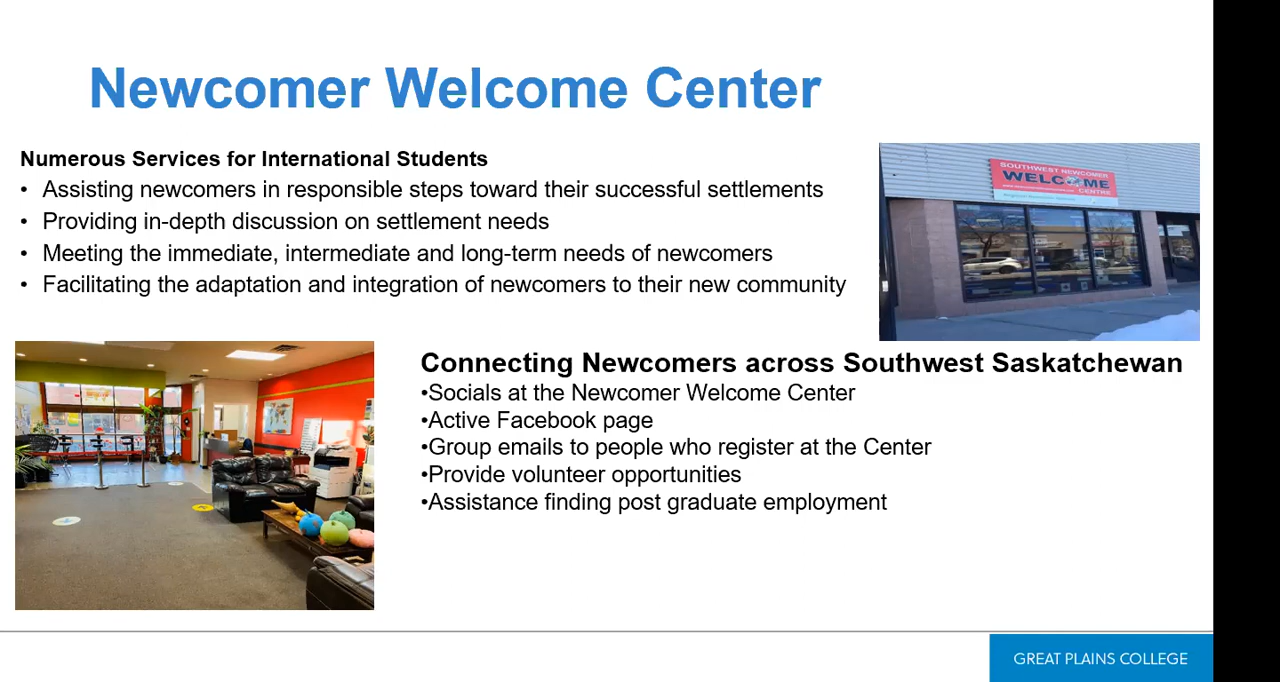 Newcomer Welcome Center
Numerous Services for International Students
• Assisting newcomers in responsible steps toward their successful settlements
• Providing in-depth discussion on settlement needs
• Meeting the immediate, intermediate and long-term needs of newcomers
• Facilitating the adaptation and integration of newcomers to their new community
SOUTHWEST NEWCOMER
WELCOME
CENTRE
Connecting Newcomers across Southwest Saskatchewan
•Socials at the Newcomer Welcome Center
•Active Facebook page
•Group emails to people who register at the Center
•Provide volunteer opportunities
•Assistance finding post graduate employment
GREAT PLAINS COLLEGE